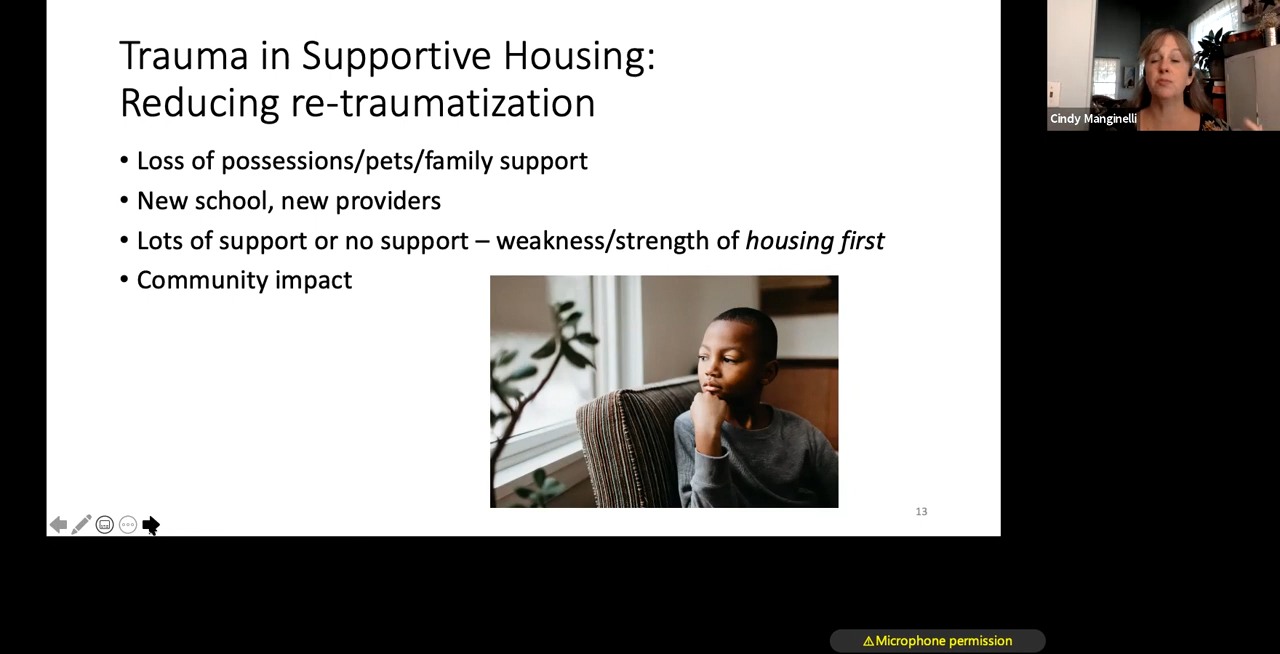 Trauma in Supportive Housing:
Reducing re-traumatization
• Loss of possessions/pets/family support
• New school, new providers
• Lots of support or no support – weakness/strength of housing first
• Community impact
13
Cindy Manginelli
⚠Microphone permission